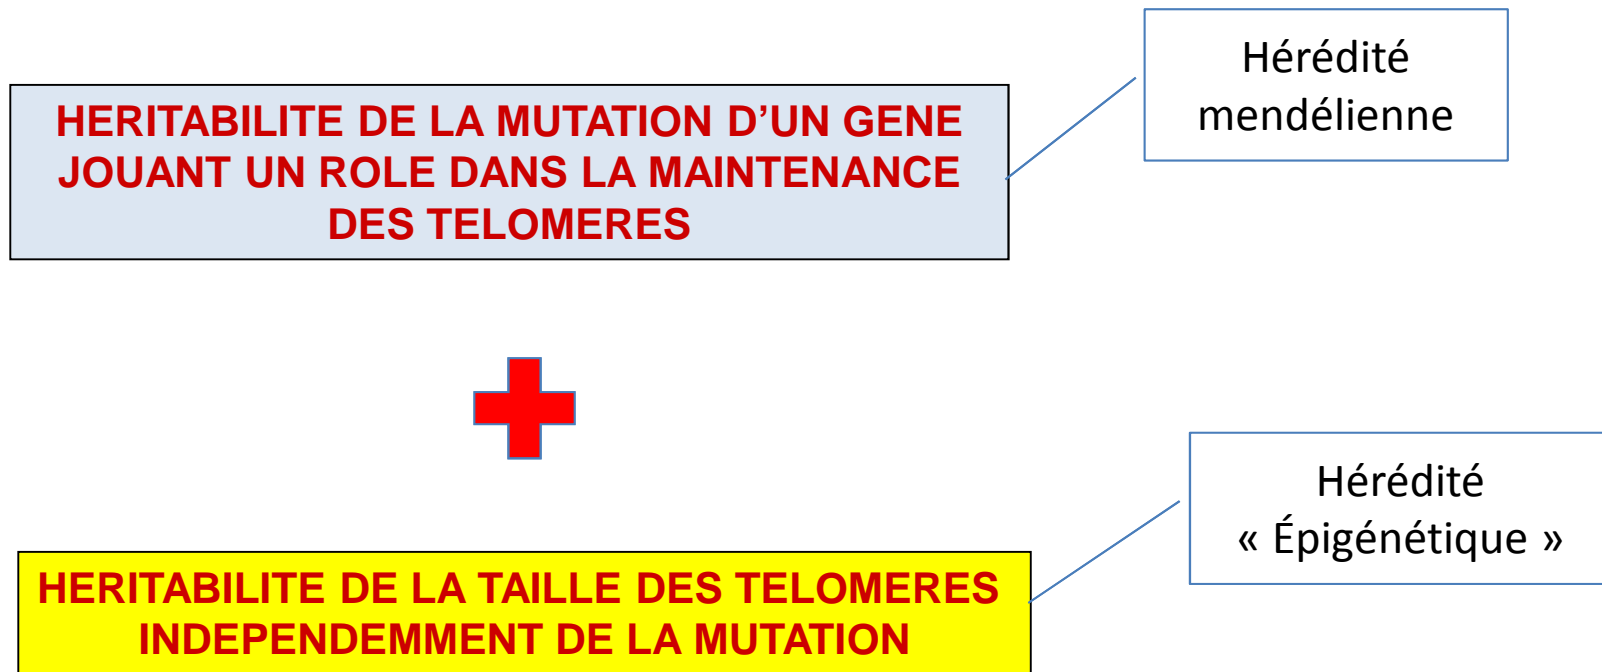 Hérédité
mendélienne
HERITABILITE DE LA MUTATION D’UN GENE
JOUANT UN ROLE DANS LA MAINTENANCE
DES TELOMERES
Hérédité
« Épigénétique »
HERITABILITE DE LA TAILLE DES TELOMERES
INDEPENDEMMENT DE LA MUTATION